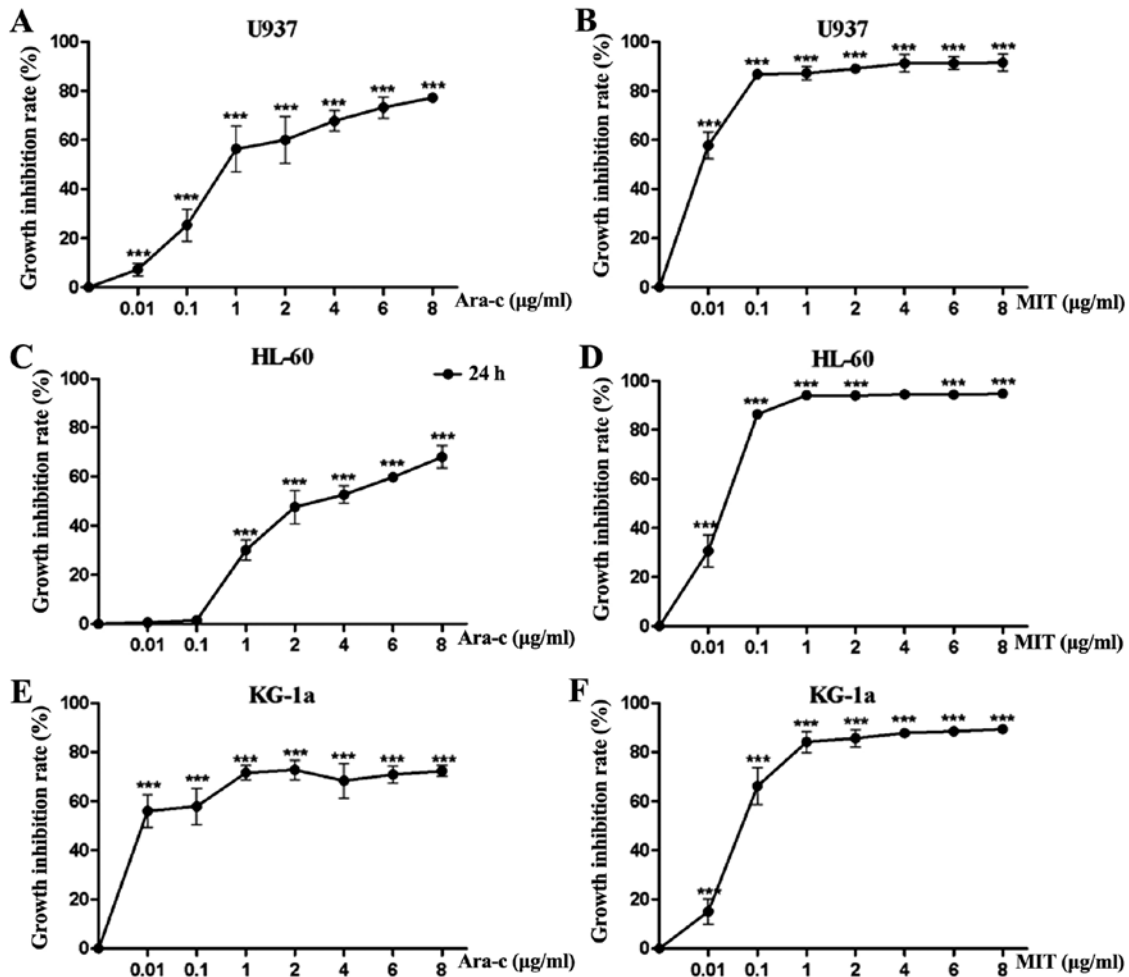 A
U937
Growth inhibition rate (%)
100
80
60
40
20
0
*** *** *** *** *** *** ***
0.01 0.1 1 2 4 6 8
Ara-c (μg/ml)
B
U937
Growth inhibition rate (%)
100
80
60
40
20
0
*** *** *** *** *** *** ***
0.01 0.1 1 2 4 6 8
MIT (μg/ml)
C
HL-60
24 h
Growth inhibition rate (%)
100
80
60
40
20
0
*** *** *** *** ***
0.01 0.1 1 2 4 6 8
Ara-c (μg/ml)
D
HL-60
Growth inhibition rate (%)
100
80
60
40
20
0
*** *** *** *** *** ***
0.01 0.1 1 2 4 6 8
MIT (μg/ml)
E
KG-1a
Growth inhibition rate (%)
100
80
60
40
20
0
*** *** *** *** *** *** ***
0.01 0.1 1 2 4 6 8
Ara-c (μg/ml)
F
KG-1a
Growth inhibition rate (%)
100
80
60
40
20
0
*** *** *** *** *** *** ***
0.01 0.1 1 2 4 6 8
MIT (μg/ml)